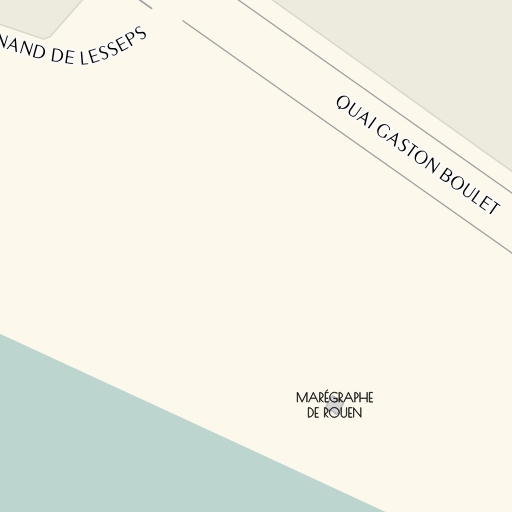 NAND DE LESSEPS
QUAI GASTON BOULET
MARÉGRAPHE
DE ROUEN